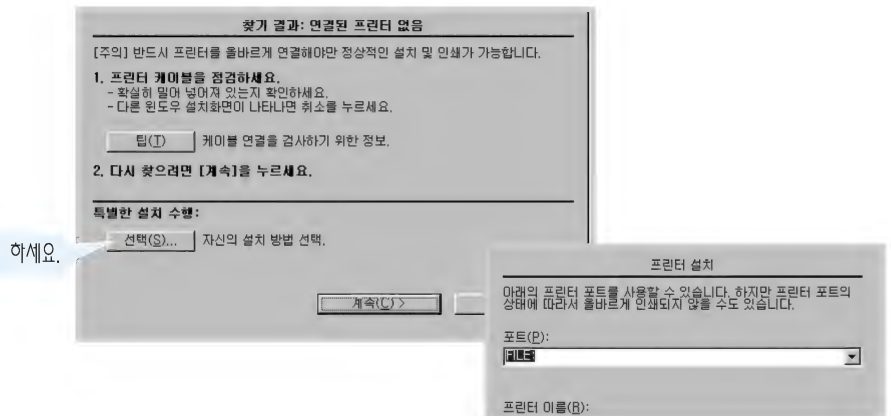 찾기 결과: 연결된 프린터 없음
[주의] 반드시 프린터를 올바르게 연결해야만 정상적인 설치 및 인쇄가 가능합니다.
1. 프린터 케이블을 점검하세요.
- 확실히 밀어 넣어져 있는지 확인하세요.
- 다른 윈도우 설치화면이 나타나면 취소를 누르세요.
팁(T) 케이블 연결을 검사하기 위한 정보.
2. 다시 찾으려면 [계속]을 누르세요.
특별한 설치 수행:
하세요.
선택(S)... 자신의 설치 방법 선택.
계속(C) >
프린터 설치
아래의 프린터 포트를 사용할 수 있습니다. 하지만 프린터 포트의
상태에 따라서 올바르게 인쇄되지 않을 수도 있습니다.
포트(P):
FILE:
프린터 이름(R):